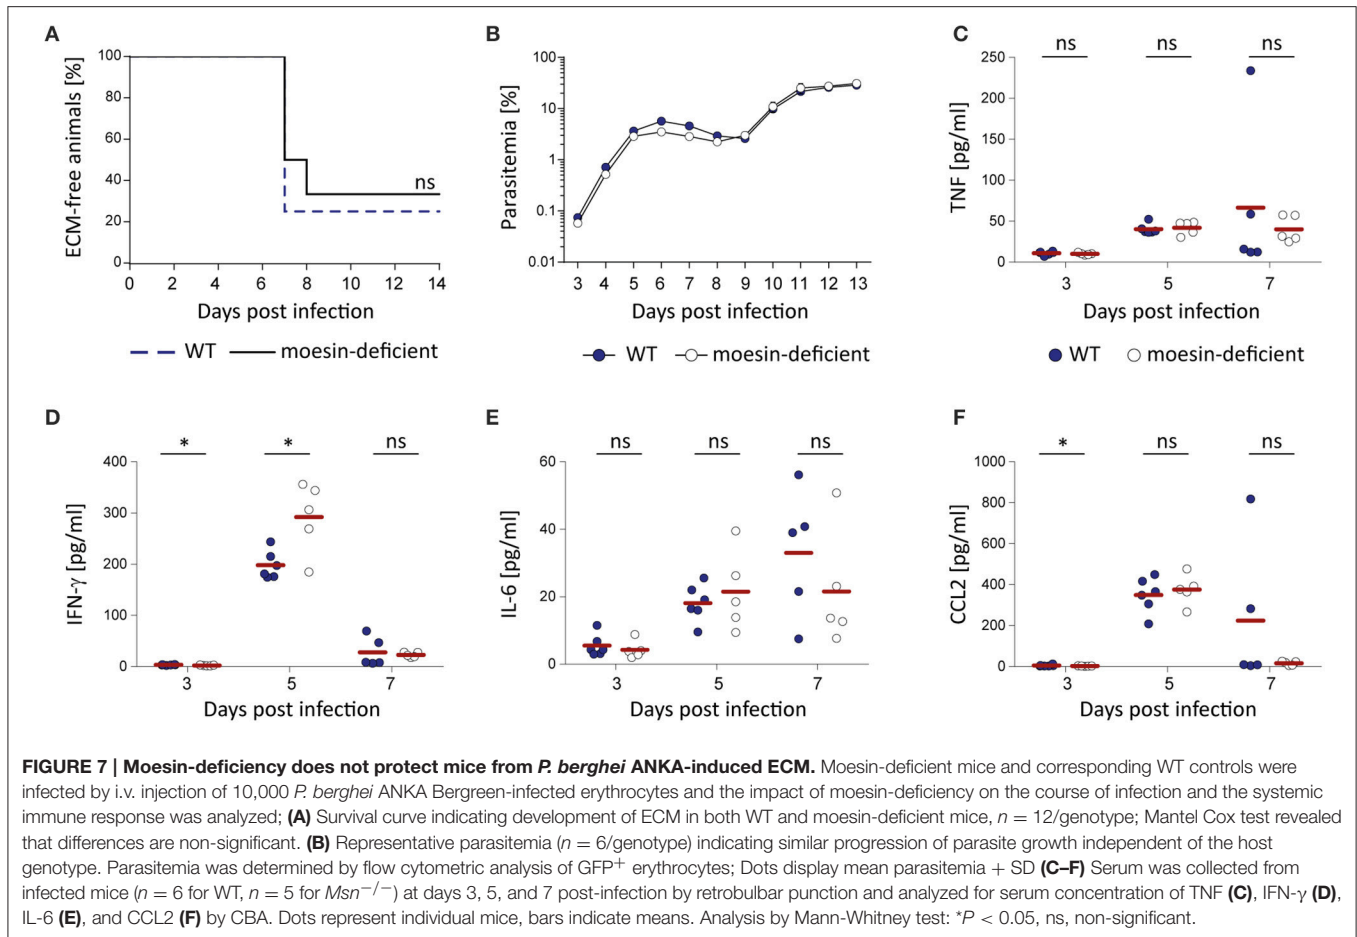 A
ECM-free animals [%]
100
80
60
40
20
0
ns
0 2 4 6 8 10 12 14
Days post infection
WT moesin-deficient
B
Parasitemia [%]
100
10
1
0.1
0.01
3 4 5 6 7 8 9 10 11 12 13
Days post infection
WT moesin-deficient
C
ns ns ns
TNF [pg/ml]
250
200
150
100
50
0
3 5 7
Days post infection
WT moesin-deficient
D
* * ns
IFN-γ [pg/ml]
400
300
200
100
0
3 5 7
Days post infection
E
ns ns ns
IL-6 [pg/ml]
60
40
20
0
3 5 7
Days post infection
F
* ns ns
CCL2 [pg/ml]
1000
800
600
400
200
0
3 5 7
Days post infection
FIGURE 7 | Moesin-deficiency does not protect mice from P. berghei ANKA-induced ECM. Moesin-deficient mice and corresponding WT controls were
infected by i.v. injection of 10,000 P. berghei ANKA Bergreen-infected erythrocytes and the impact of moesin-deficiency on the course of infection and the systemic
immune response was analyzed; (A) Survival curve indicating development of ECM in both WT and moesin-deficient mice, n = 12/genotype; Mantel Cox test revealed
that differences are non-significant. (B) Representative parasitemia (n = 6/genotype) indicating similar progression of parasite growth independent of the host
genotype. Parasitemia was determined by flow cytometric analysis of GFP+ erythrocytes; Dots display mean parasitemia + SD (C–F) Serum was collected from
infected mice (n = 6 for WT, n = 5 for Msn−/−) at days 3, 5, and 7 post-infection by retrobulbar punction and analyzed for serum concentration of TNF (C), IFN-γ (D),
IL-6 (E), and CCL2 (F) by CBA. Dots represent individual mice, bars indicate means. Analysis by Mann-Whitney test: *P < 0.05, ns, non-significant.